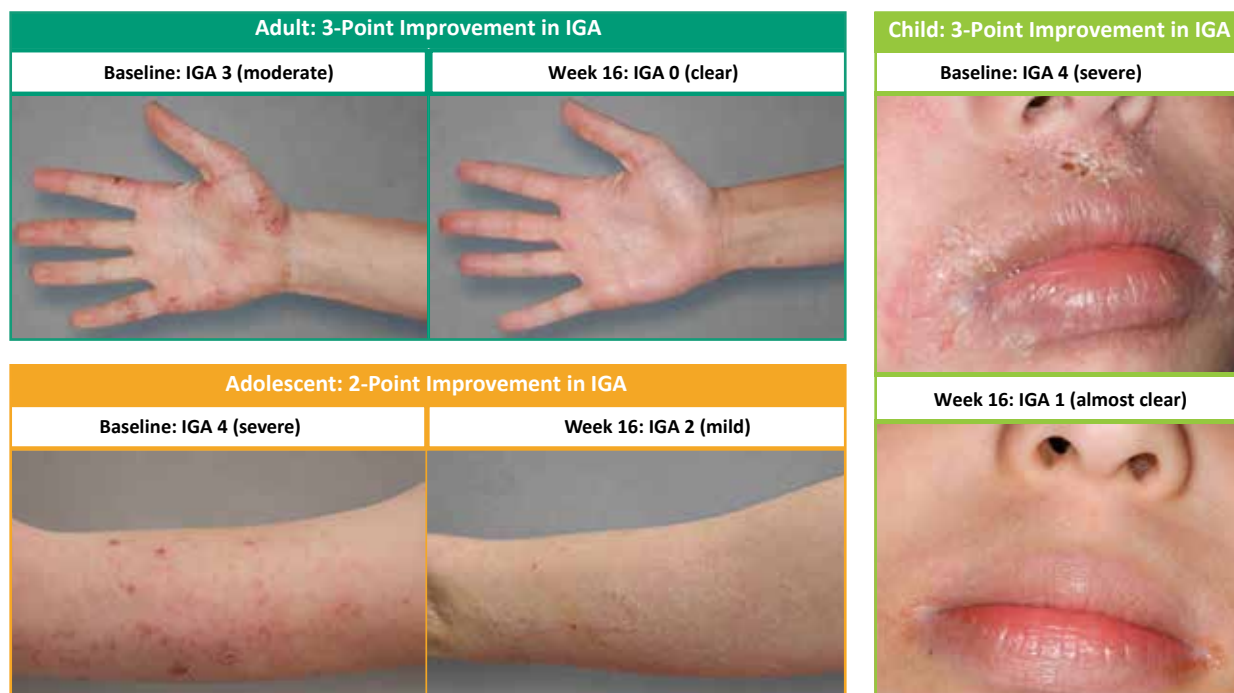 Adult: 3-Point Improvement in IGA
Baseline: IGA 3 (moderate)
Week 16: IGA 0 (clear)
Adolescent: 2-Point Improvement in IGA
Baseline: IGA 4 (severe)
Week 16: IGA 2 (mild)
Child: 3-Point Improvement in IGA
Baseline: IGA 4 (severe)
Week 16: IGA 1 (almost clear)